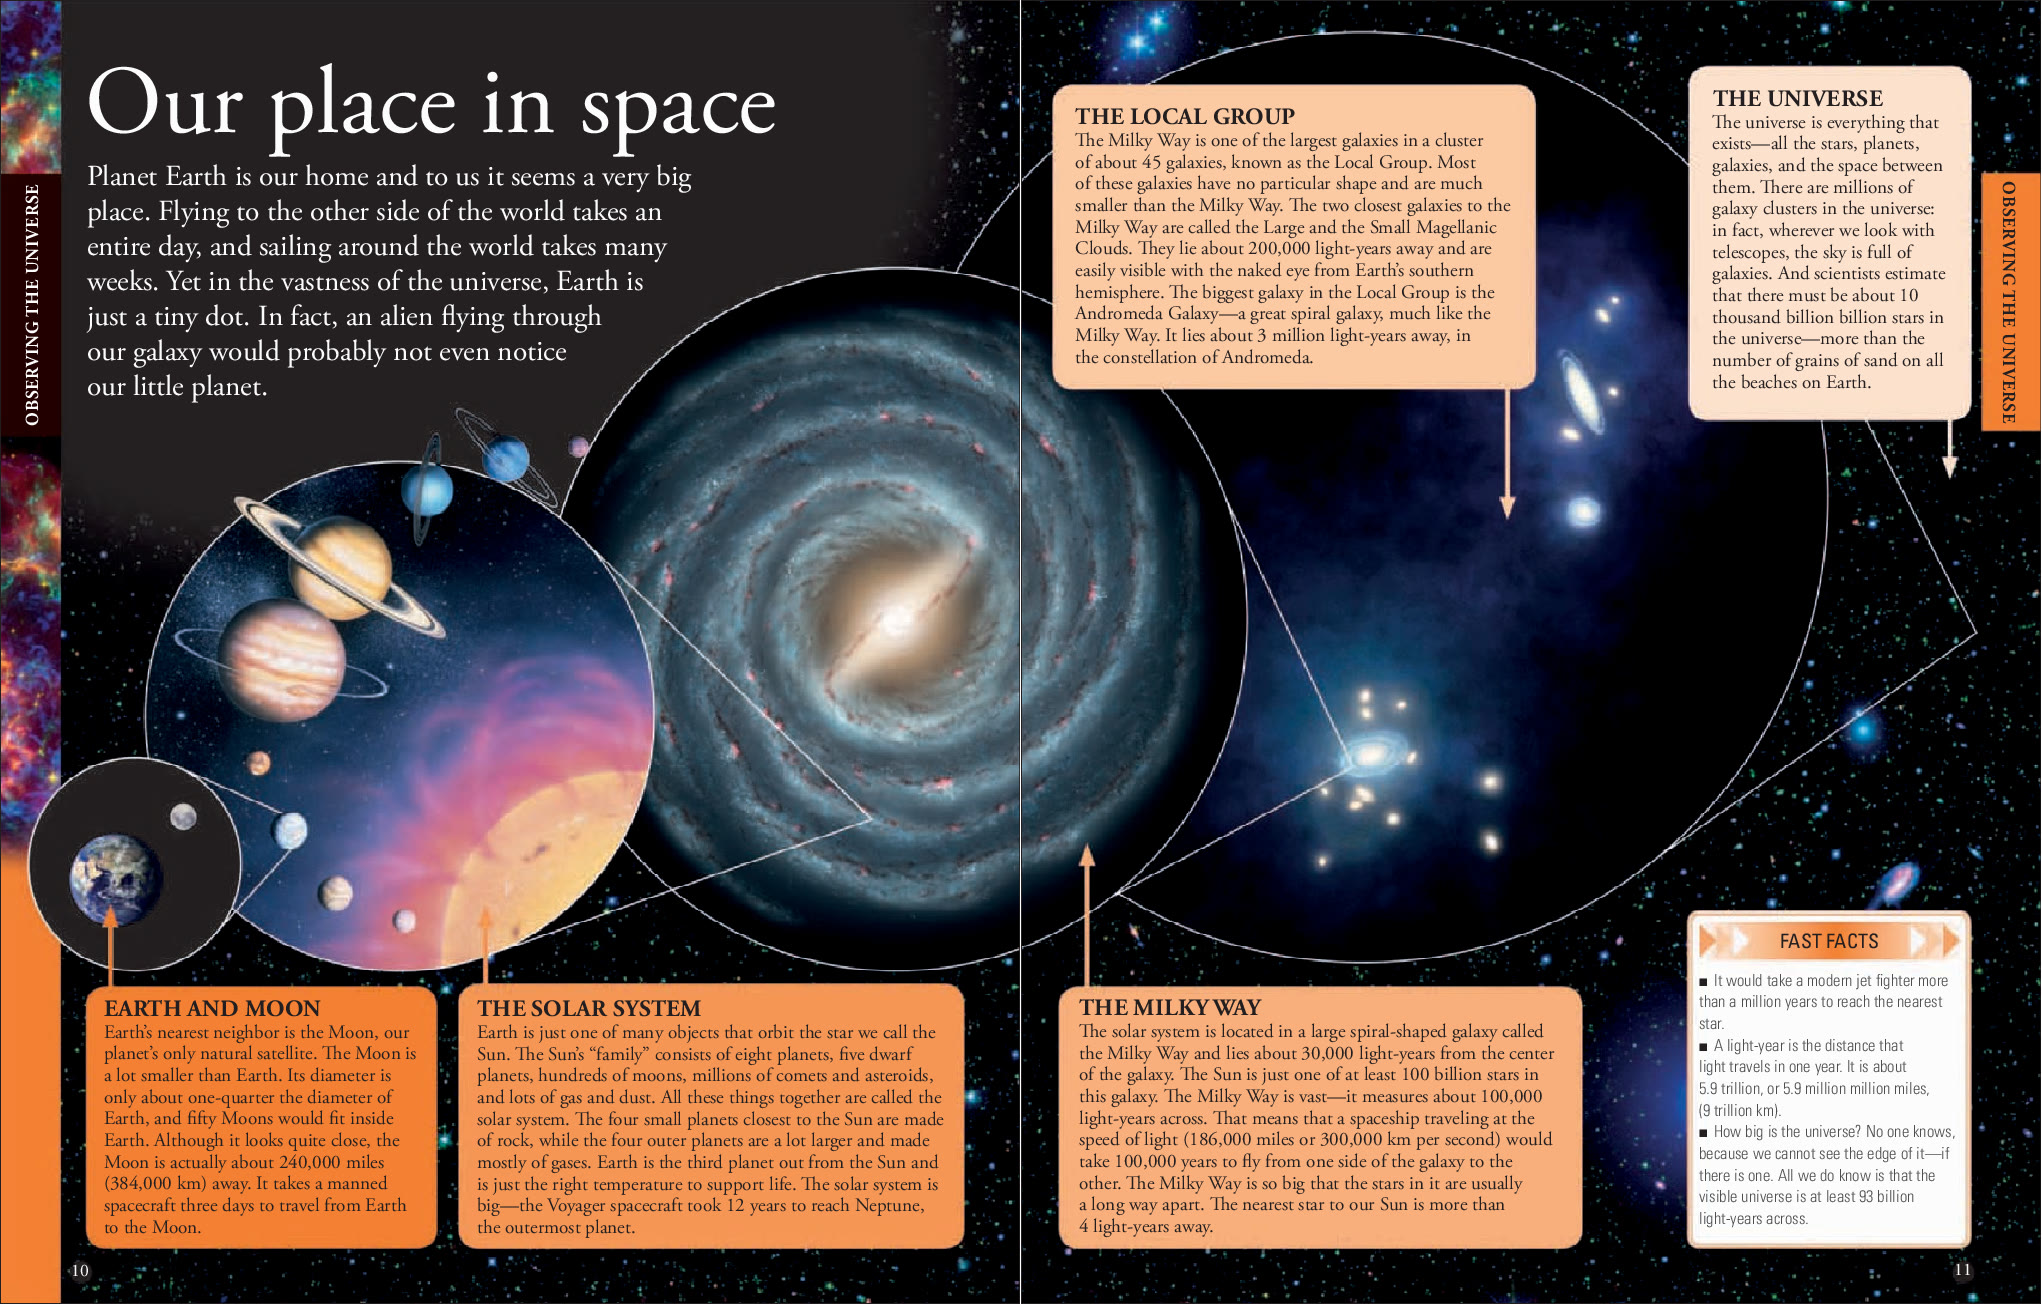 Our place in space
Planet Earth is our home and to us it seems a very big
place. Flying to the other side of the world takes an
entire day, and sailing around the world takes many
weeks. Yet in the vastness of the universe, Earth is
just a tiny dot. In fact, an alien flying through
our galaxy would probably not even notice
our little planet.
OBSERVING THE UNIVERSE
EARTH AND MOON
Earth's nearest neighbor is the Moon, our
planet's only natural satellite. The Moon is
a lot smaller than Earth. Its diameter is
only about one-quarter the diameter of
Earth, and fifty Moons would fit inside
Earth. Although it looks quite close, the
Moon is actually about 240,000 miles
(384,000 km) away. It takes a manned
spacecraft three days to travel from Earth
to the Moon.
THE SOLAR SYSTEM
Earth is just one of many objects that orbit the star we call the
Sun. The Sun's “family” consists of eight planets, five dwarf
planets, hundreds of moons, millions of comets and asteroids,
and lots of gas and dust. All these things together are called the
solar system. The four small planets closest to the Sun are made
of rock, while the four outer planets are a lot larger and made
mostly of gases. Earth is the third planet out from the Sun and
is just the right temperature to support life. The solar system is
big—the Voyager spacecraft took 12 years to reach Neptune,
the outermost planet.
10
THE LOCAL GROUP
The Milky Way is one of the largest galaxies in a cluster
of about 45 galaxies, known as the Local Group. Most
of these galaxies have no particular shape and are much
smaller than the Milky Way. The two closest galaxies to the
Milky Way are called the Large and the Small Magellanic
Clouds. They lie about 200,000 light-years away and are
easily visible with the naked eye from Earth's southern
hemisphere. The biggest galaxy in the Local Group is the
Andromeda Galaxy—a great spiral galaxy, much like the
Milky Way. It lies about 3 million light-years away, in
the constellation of Andromeda.
THE UNIVERSE
The universe is everything that
exists—all the stars, planets,
galaxies, and the space between
them. There are millions of
galaxy clusters in the universe:
in fact, wherever we look with
telescopes, the sky is full of
galaxies. And scientists estimate
that there must be about 10
thousand billion billion stars in
the universe—more than the
number of grains of sand on all
the beaches on Earth.
OBSERVING THE UNIVERSE
THE MILKY WAY
The solar system is located in a large spiral-shaped galaxy called
the Milky Way and lies about 30,000 light-years from the center
of the galaxy. The Sun is just one of at least 100 billion stars in
this galaxy. The Milky Way is vast—it measures about 100,000
light-years across. That means that a spaceship traveling at the
speed of light (186,000 miles or 300,000 km per second) would
take 100,000 years to fly from one side of the galaxy to the
other. The Milky Way is so big that the stars in it are usually
a long way apart. The nearest star to our Sun is more than
4 light-years away.
FAST FACTS
■ It would take a modern jet fighter more
than a million years to reach the nearest
star.
■ A light-year is the distance that
light travels in one year. It is about
5.9 trillion, or 5.9 million million miles,
(9 trillion km).
■ How big is the universe? No one knows,
because we cannot see the edge of it—if
there is one. All we do know is that the
visible universe is at least 93 billion
light-years across.
11